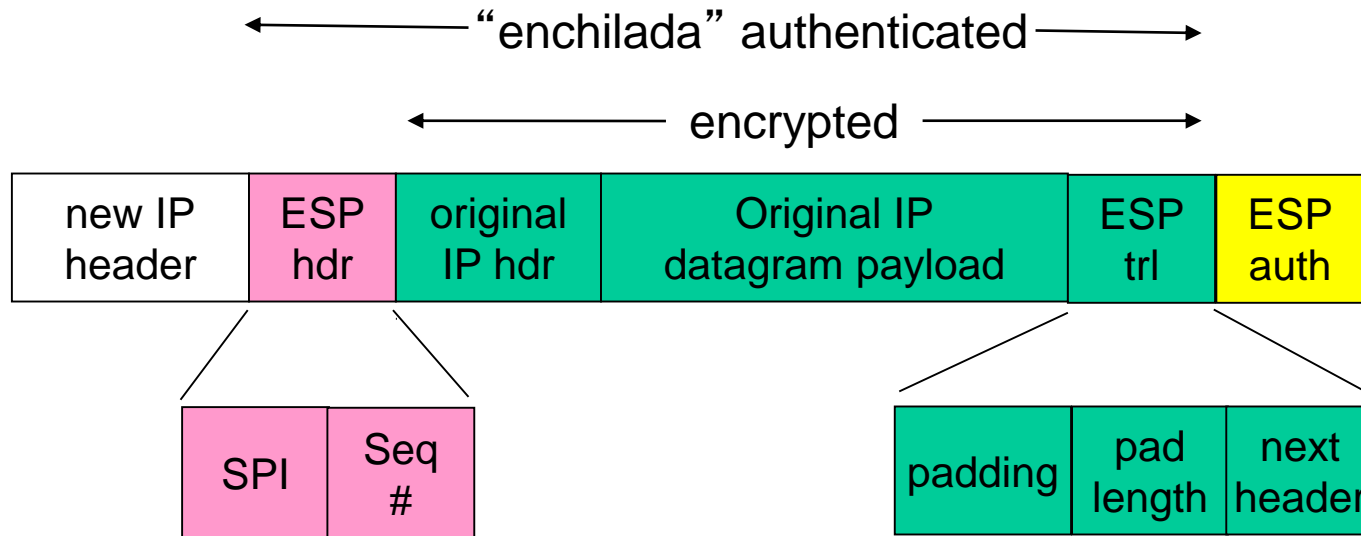 “enchilada” authenticated
encrypted
new IP
header
ESP
hdr
original
IP hdr
Original IP
datagram payload
ESP
trl
ESP
auth
SPI
Seq
#
padding
pad
length
next
header